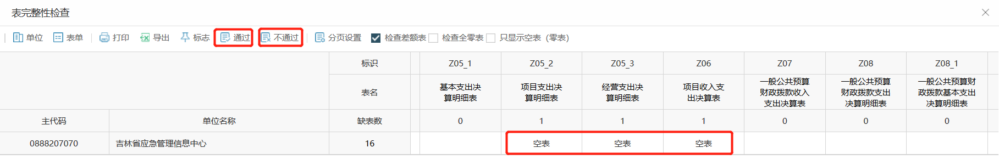 表完整性检查
单位 表单 打印 导出 标志 通过 不通过 分页设置 检查差额表 检查全零表 只显示空表（零表）
标识 Z05_1 Z05_2 Z05_3 Z06 Z07 Z08 Z08_1
表名
基本支出决
算明细表
项目支出决
算明细表
经营支出决
算明细表
项目收入支
出决算表
一般公共预算
财政拨款收入
支出决算表
一般公共预算
财政拨款支出
决算明细表
一般公共预算财
政拨款基本支出
决算明细表
主代码 单位名称 缺表数 0 1 1 1 0 0 0
0888207070 吉林省应急管理信息中心 16 空表 空表 空表